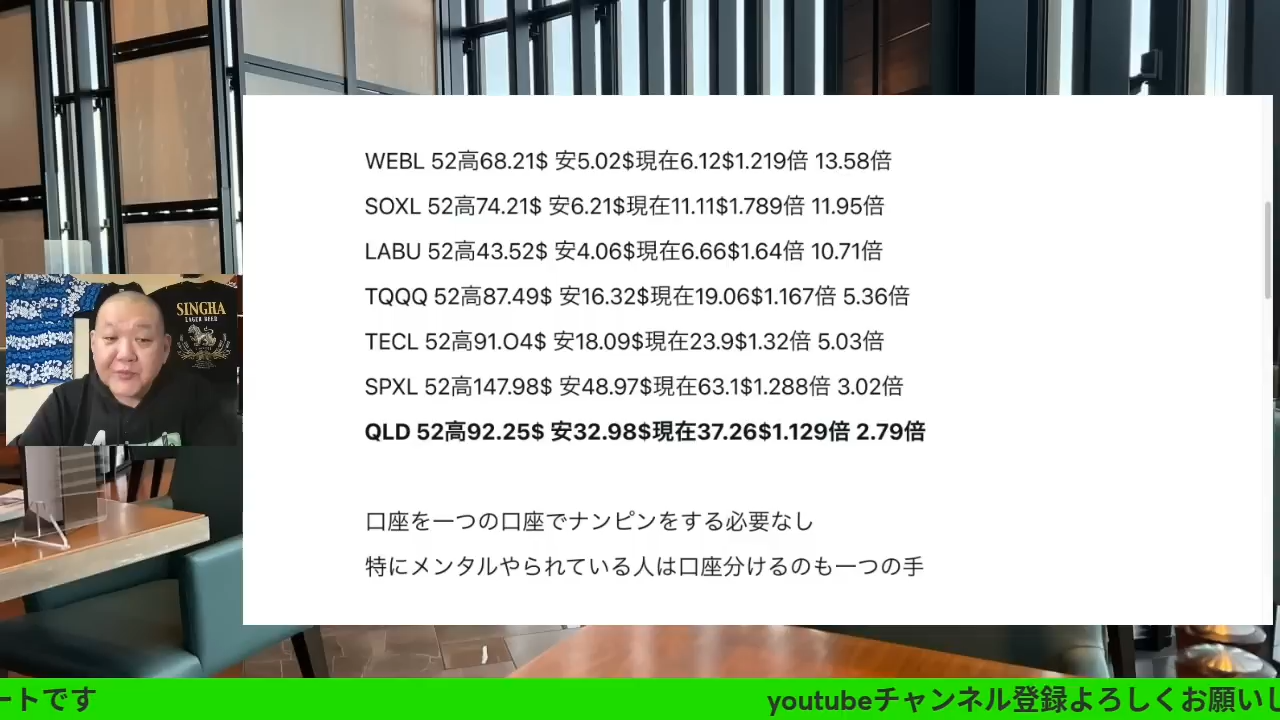 WEBL 52高68.21$ 安5.02$現在6.12$1.219倍 13.58倍
SOXL 52高74.21$ 安6.21$現在11.11$1.789倍 11.95倍
LABU 52高43.52$ 安4.06$現在6.66$1.64倍 10.71倍
TQQQ 52高87.49$ 安16.32$現在19.06$1.167倍 5.36倍
TECL 52高91.O4$ 安18.09$現在23.9$1.32倍 5.03倍
SPXL 52高147.98$ 安48.97$現在63.1$1.288倍 3.02倍
QLD 52高92.25$ 安32.98$現在37.26$1.129倍 2.79倍
口座を一つの口座でナンピンをする必要なし
特にメンタルやられている人は口座分けるのも一つの手
SINGHA
LAGER BEER
ートです youtubeチャンネル登録よろしくお願いし